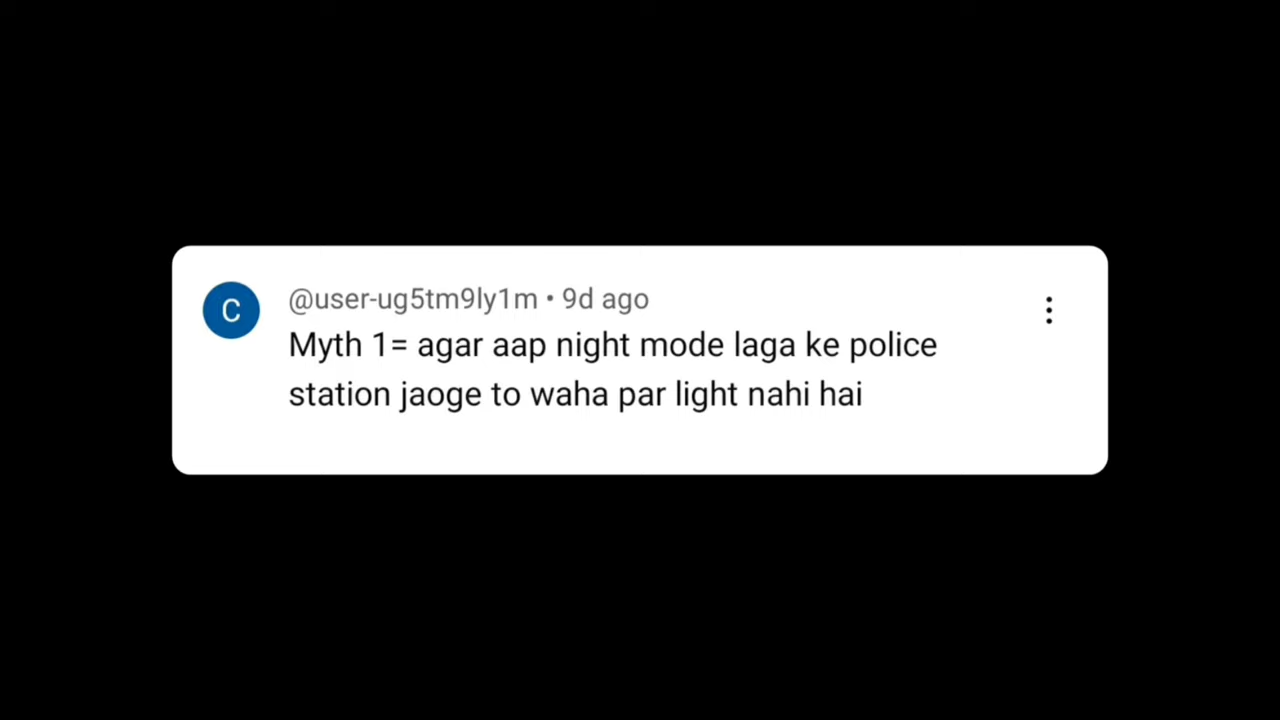 C
@user-ug5tm9ly1m • 9d ago
Myth 1= agar aap night mode laga ke police
station jaoge to waha par light nahi hai